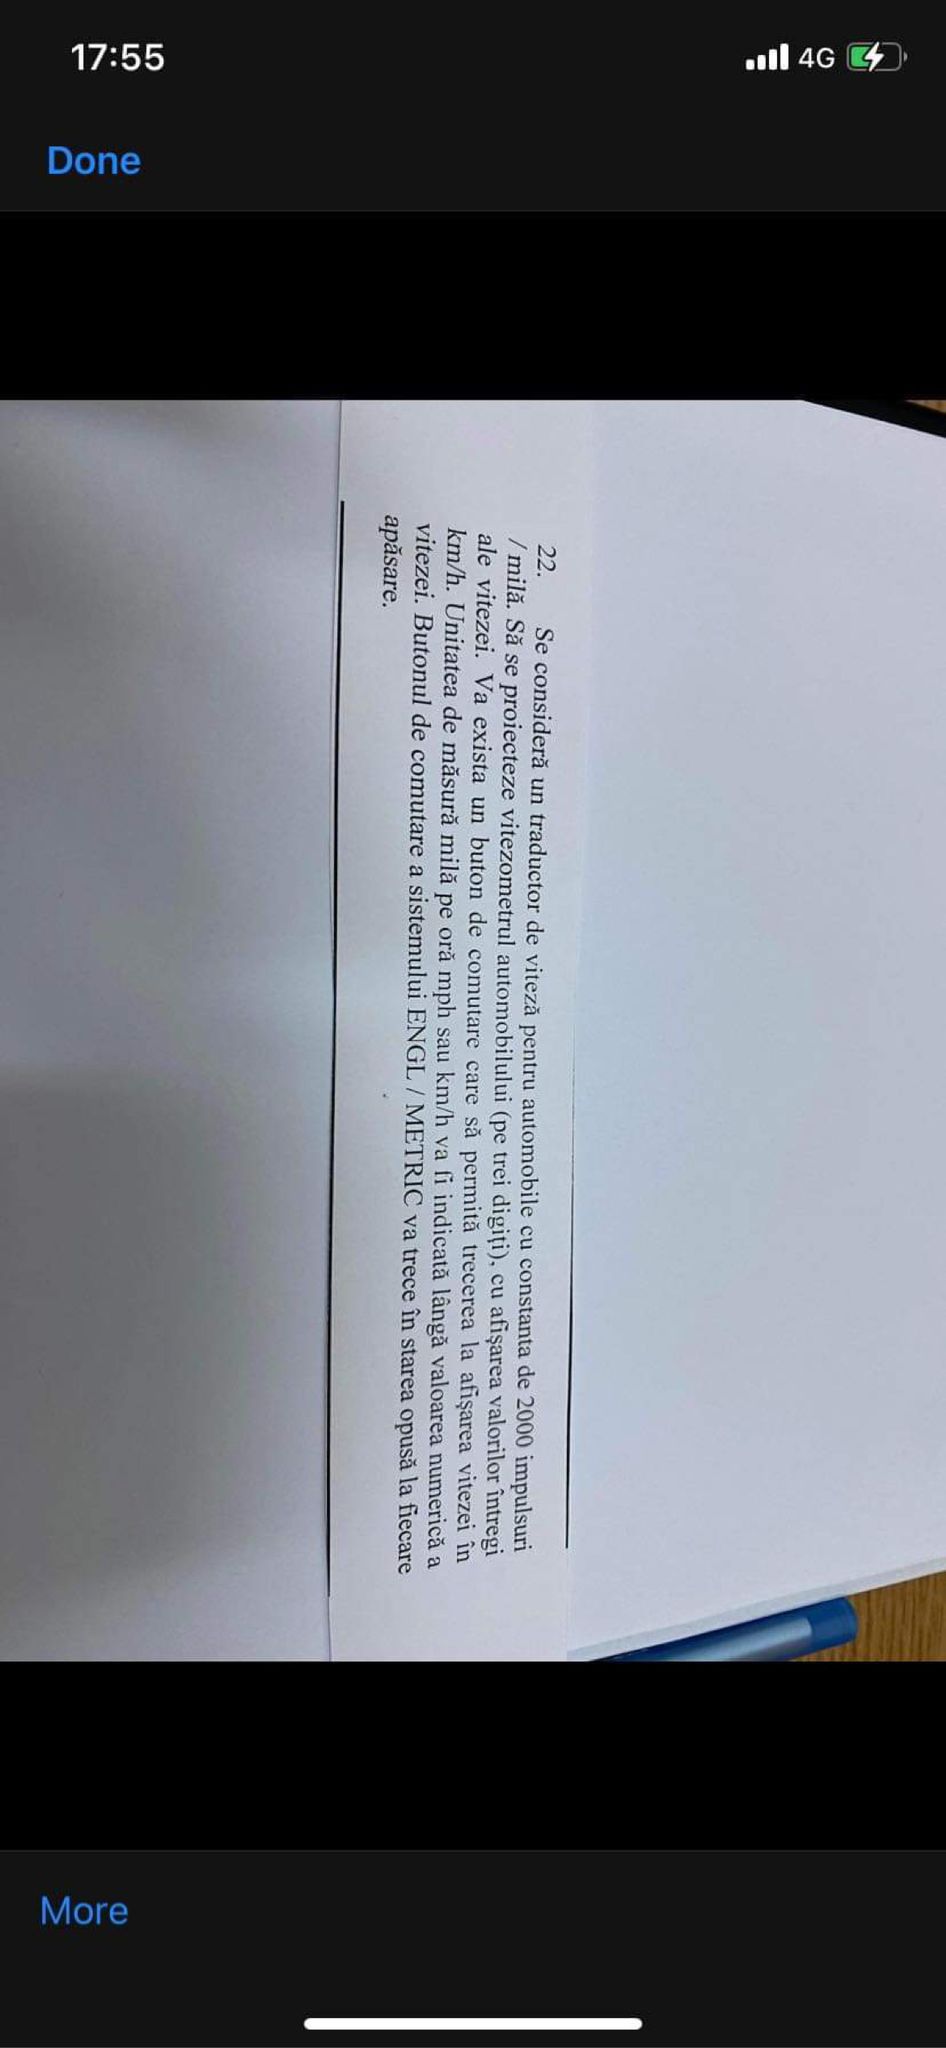 17:55
4G
Done
22. Se consideră un traductor de viteză pentru automobile cu constanta de 2000 impulsuri
/ milă. Să se proiecteze vitezometrul automobilului (pe trei digiți), cu afişarea valorilor întregi
ale vitezei. Va exista un buton de comutare care să permită trecerea la afişarea vitezei în
km/h. Unitatea de măsură milă pe oră mph sau km/h va fi indicată lângă valoarea numerică a
vitezei. Butonul de comutare a sistemului ENGL / METRIC va trece în starea opusă la fiecare
apăsare.
More